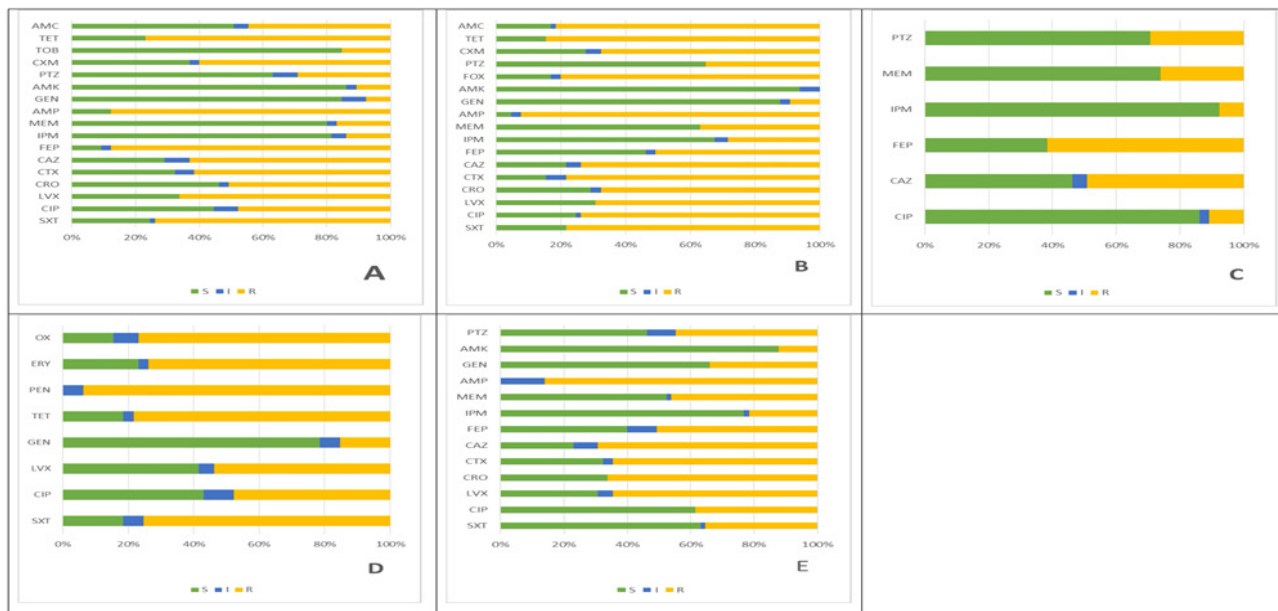 AMC
TET
TOB
CXM
PTZ
AMK
GEN
AMP
MEM
IPM
FEP
CAZ
CTX
CRO
LVX
CIP
SXT
0% 20% 40% 60% 80% 100%
A
S I R
AMC
TET
CXM
PTZ
FOX
AMK
GEN
AMP
MEM
IPM
FEP
CAZ
CTX
CRO
LVX
CIP
SXT
0% 20% 40% 60% 80% 100%
B
S I R
PTZ
MEM
IPM
FEP
CAZ
CIP
0% 20% 40% 60% 80% 100%
C
S I R
OX
ERY
PEN
TET
GEN
LVX
CIP
SXT
0% 20% 40% 60% 80% 100%
D
S I R
PTZ
AMK
GEN
AMP
MEM
IPM
FEP
CAZ
CTX
CRO
LVX
CIP
SXT
0% 20% 40% 60% 80% 100%
E
S I R